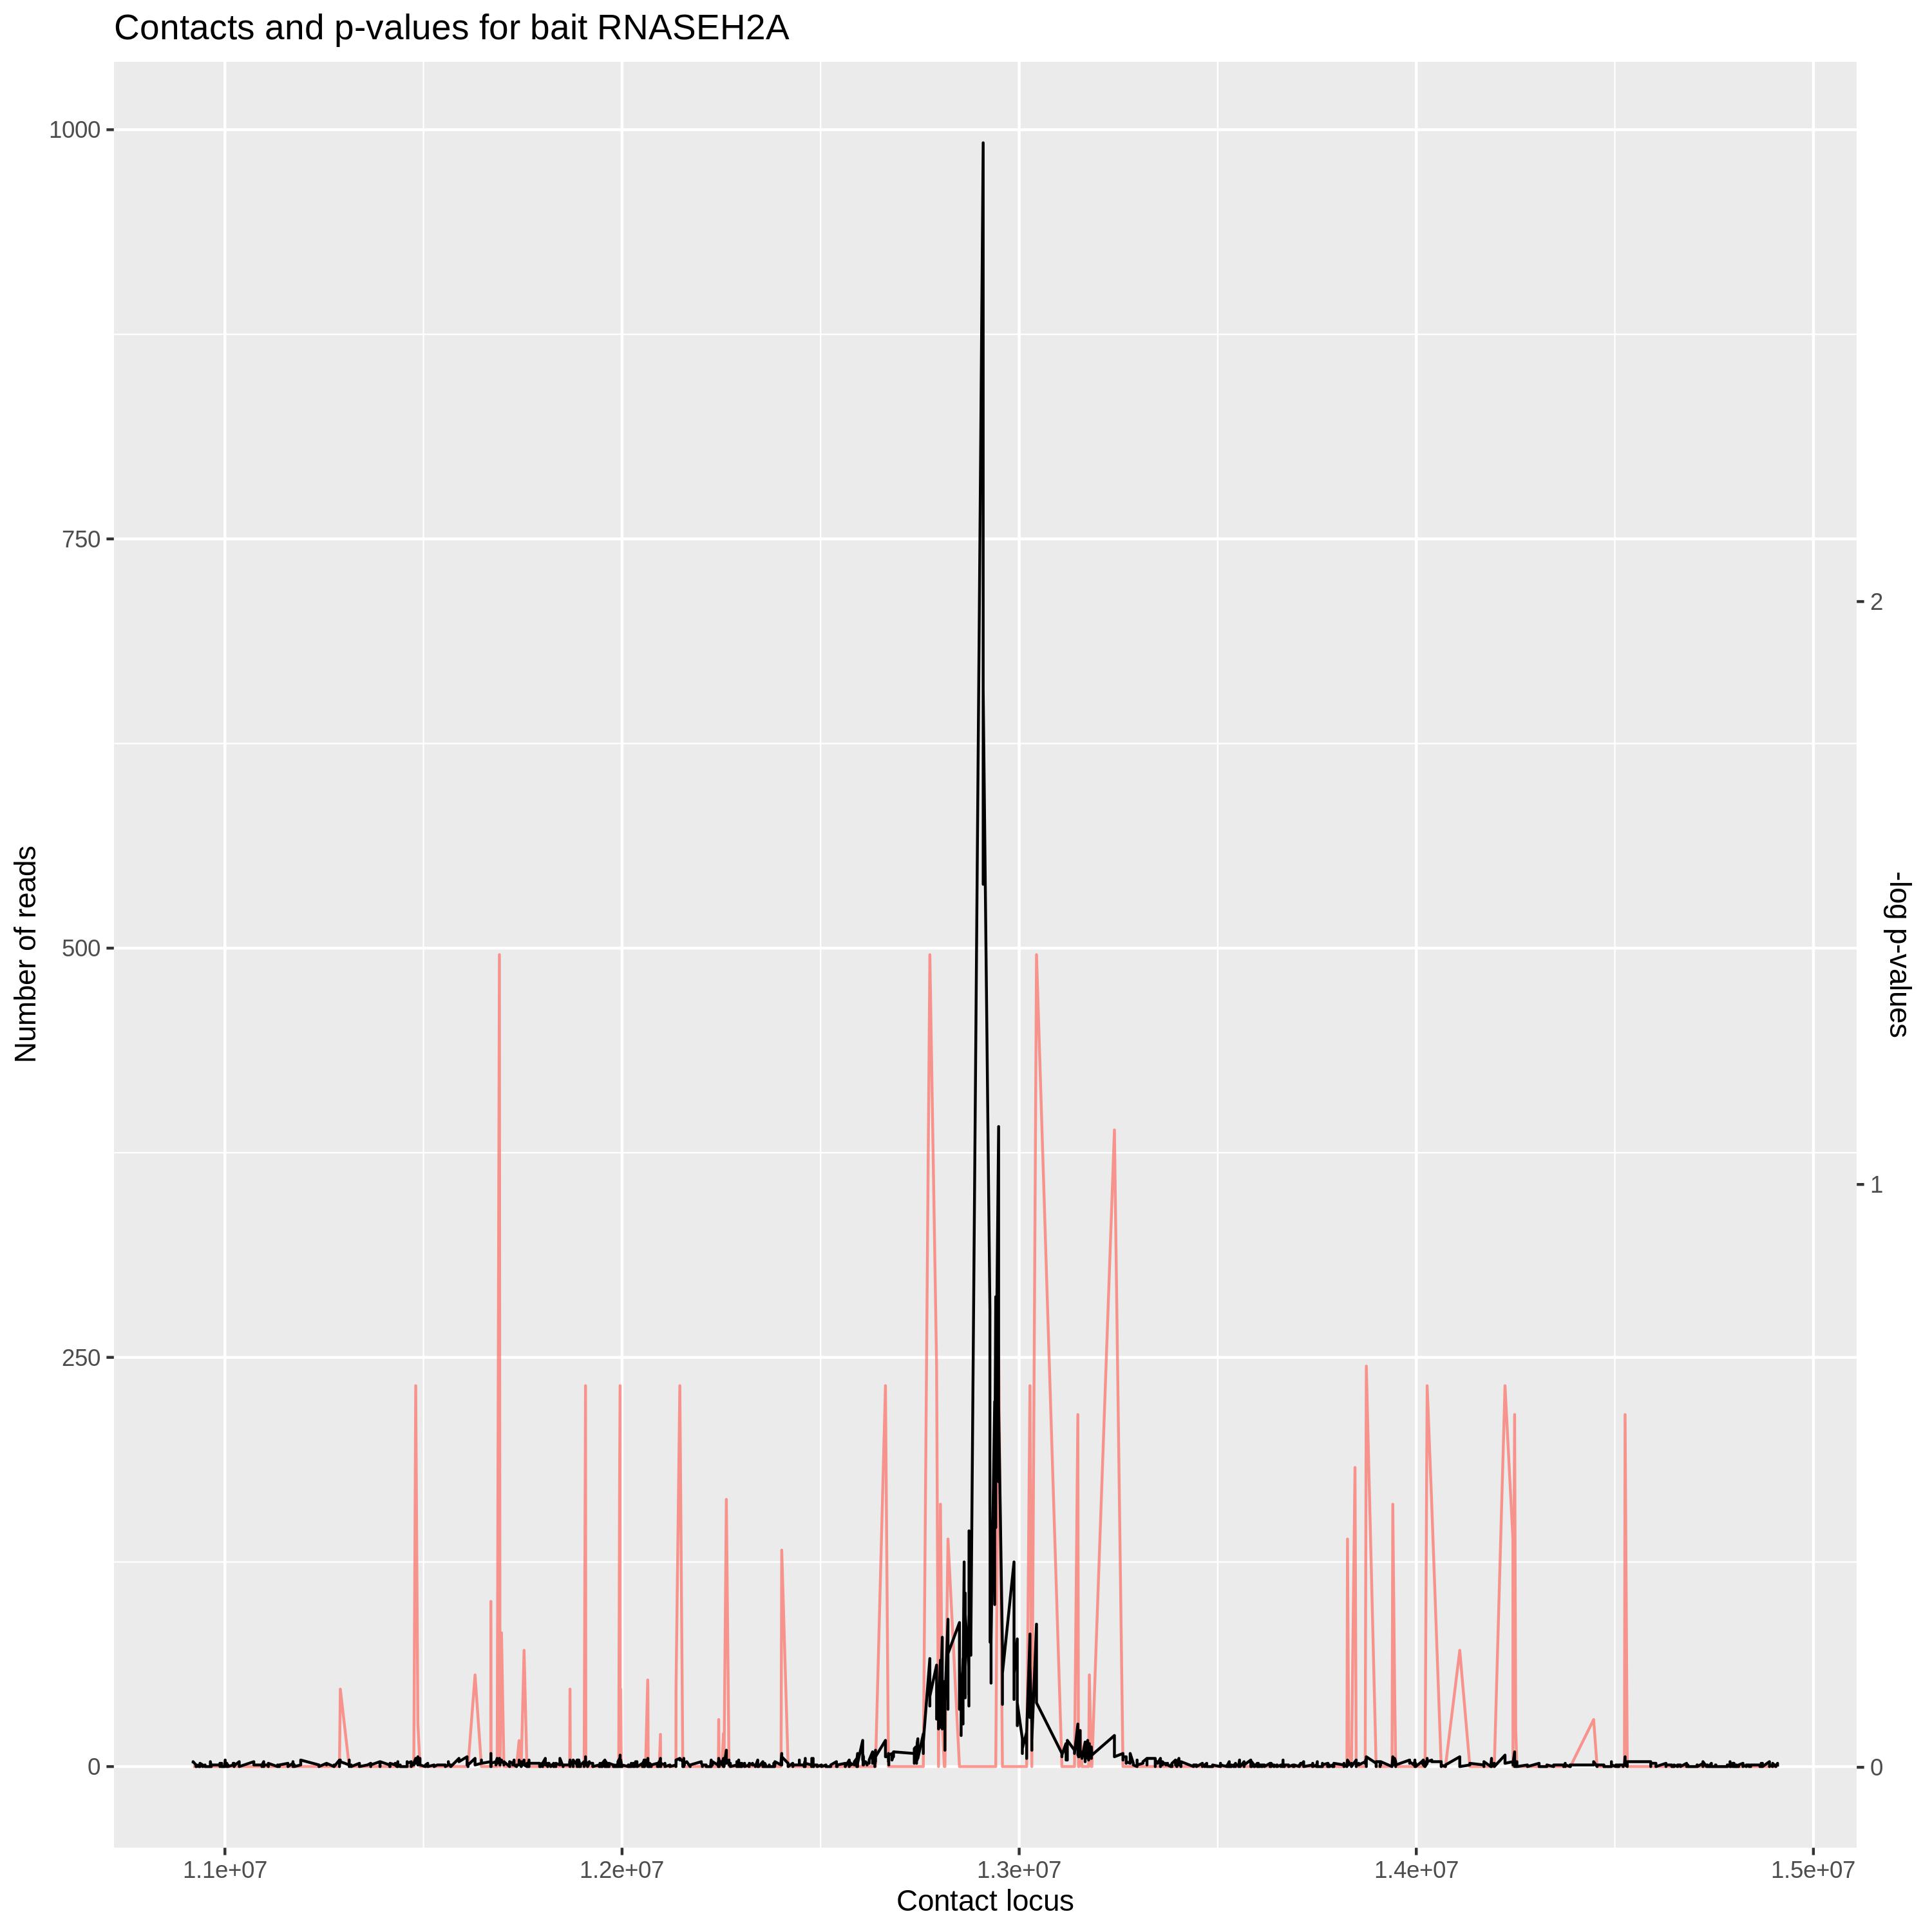 Contacts and p-values for bait RNASEH2A
1000
750
500
250
0
Number of reads
2
1
0
-log p-values
1.1e+07 1.2e+07 1.3e+07 1.4e+07 1.5e+07
Contact locus